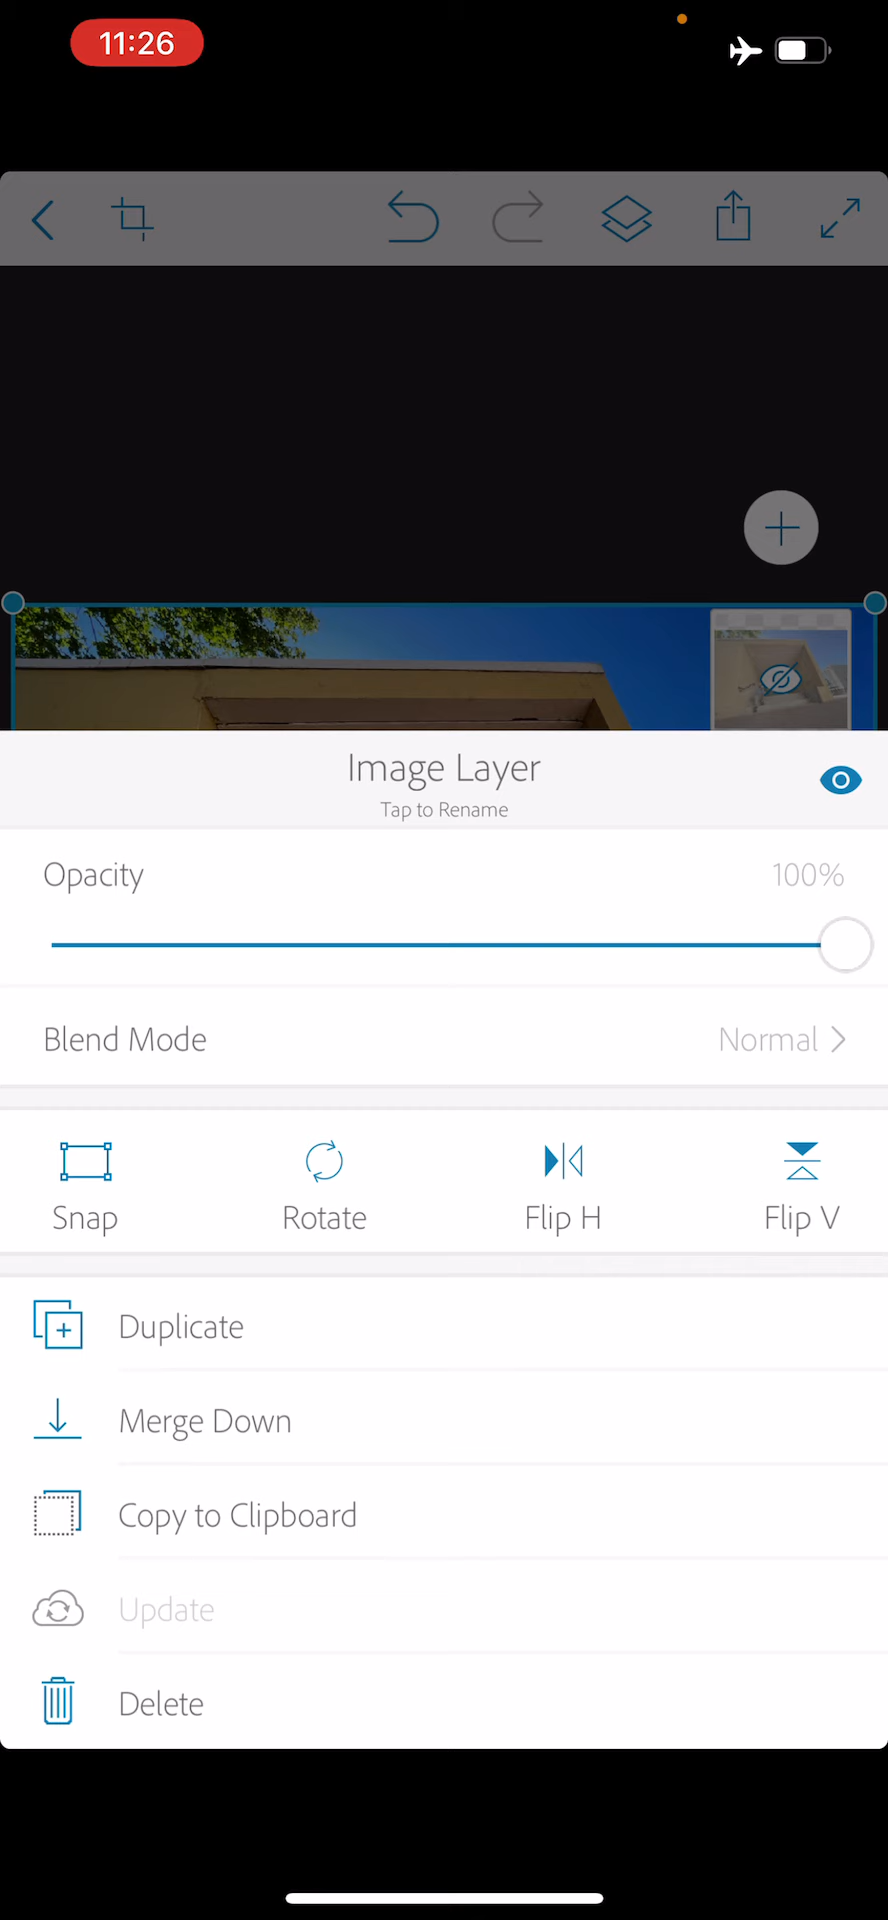 11:26
Image Layer
Tap to Rename
Opacity 100%
Blend Mode Normal
Snap Rotate Flip H Flip V
Duplicate
Merge Down
Copy to Clipboard
Update
Delete